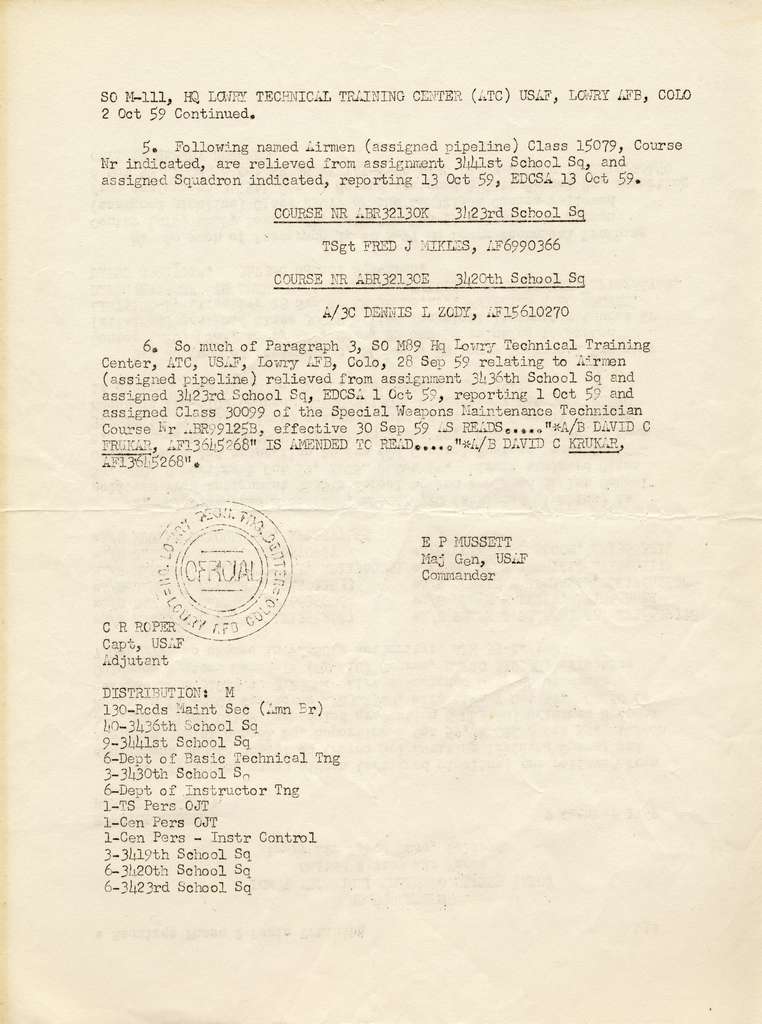 SO M-111, HQ LOWRY TECHNICAL TRAINING CENTER (ATC) USAF, LOWRY AFB, COLO
2 Oct 59 Continued.
5. Following named Airmen (assigned pipeline) Class 15079, Course
Nr indicated, are relieved from assignment 3441st School Sq, and
assigned Squadron indicated, reporting 13 Oct 59, EDCSA 13 Oct 59.
COURSE NR ABR32130K 3423rd School Sq
TSgt FRED J MIKLES, AF6990366
COURSE NR ABR32130E 3420th School Sq
A/3C DENNIS L ZODY, AF15610270
6. So much of Paragraph 3, SO M89 Hq Lowry Technical Training
Center, ATC, USAF, Lowry AFB, Colo, 28 Sep 59 relating to Airmen
(assigned pipeline) relieved from assignment 3436th School Sq and
assigned 3423rd School Sq, EDCSA 1 Oct 59, reporting 1 Oct 59 and
assigned Class 30099 of the Special Weapons Maintenance Technician
Course Nr ABR99125B, effective 30 Sep 59 AS READS....."*A/B DAVID C
FRUKAR, AF13645268" IS AMENDED TO READ....."*A/B DAVID C KRUKAR,
AF13645268".
HQ. LOWRY TECH. TNG. CENTER
OFFICIAL
LOWRY AFB COLO.
E P MUSSETT
Maj Gen, USAF
Commander
C R ROPER
Capt, USAF
Adjutant
DISTRIBUTION: M
130-Rcds Maint Sec (Amn Br)
40-3436th School Sq
9-3441st School Sq
6-Dept of Basic Technical Tng
3-3430th School Sq
6-Dept of Instructor Tng
1-TS Pers OJT
1-Cen Pers OJT
1-Cen Pers - Instr Control
3-3419th School Sq
6-3420th School Sq
6-3423rd School Sq